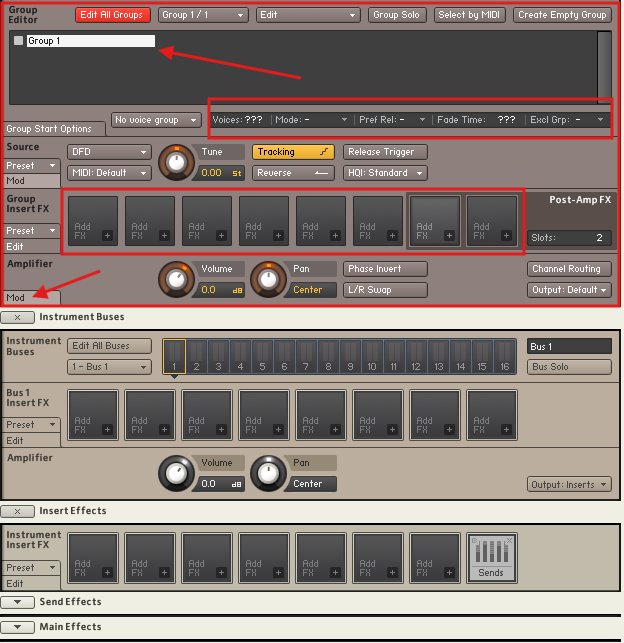 Group Editor
Edit All Groups
Group 1 / 1
Edit
Group Solo
Select by MIDI
Create Empty Group
Group 1
Group Start Options
No voice group
Voices: ???
Mode: -
Pref Rel: -
Fade Time: ???
Excl Grp: -
Source
Preset
Mod
DFD
MIDI: Default
Tune
0.00 st
Tracking
Reverse
Release Trigger
HQI: Standard
Group Insert FX
Preset
Edit
Add FX +
Add FX +
Add FX +
Add FX +
Add FX +
Add FX +
Add FX +
Add FX +
Post-Amp FX
Slots: 2
Amplifier
Mod
Volume
0.0 dB
Pan
Center
Phase Invert
L/R Swap
Channel Routing
Output: Default
× Instrument Buses
Instrument Buses
Edit All Buses
1 - Bus 1
1 2 3 4 5 6 7 8 9 10 11 12 13 14 15 16
Bus 1
Bus Solo
Bus 1 Insert FX
Preset
Edit
Add FX +
Add FX +
Add FX +
Add FX +
Add FX +
Add FX +
Add FX +
Add FX +
Amplifier
Volume
0.0 dB
Pan
Center
Output: Inserts
× Insert Effects
Instrument Insert FX
Preset
Edit
Add FX +
Add FX +
Add FX +
Add FX +
Add FX +
Add FX +
Add FX +
Sends
Send Effects
Main Effects